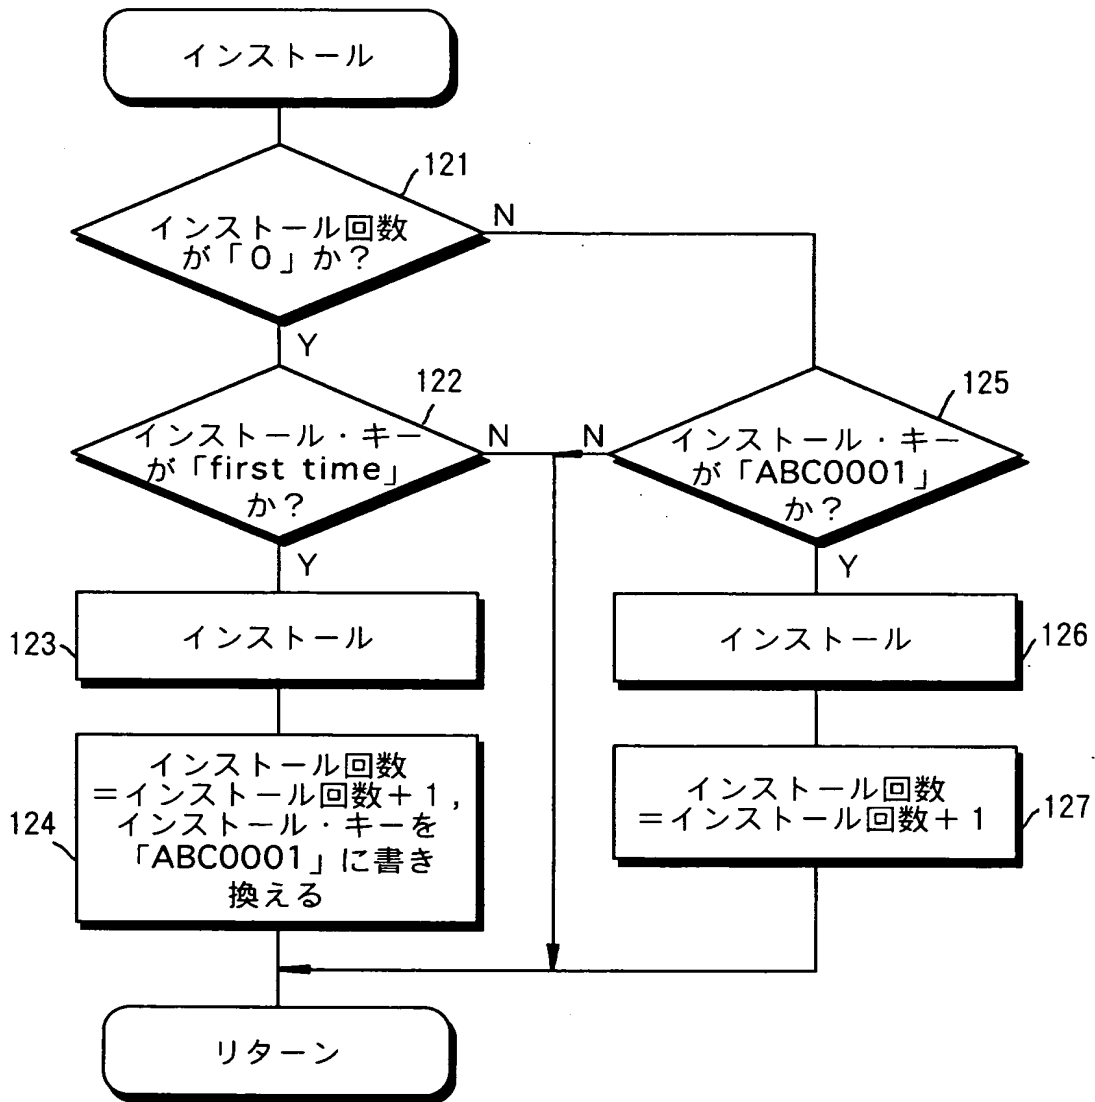 インストール
121
インストール回数
が「0」か?
N
Y
122
インストール・キー
が「first time」
か?
N
Y
125
インストール・キー
が「ABC0001」
か?
N
Y
123
インストール
インストール
126
124
インストール回数
=インストール回数+1,
インストール・キーを
「ABC0001」に書き
換える
インストール回数
=インストール回数+1
127
リターン